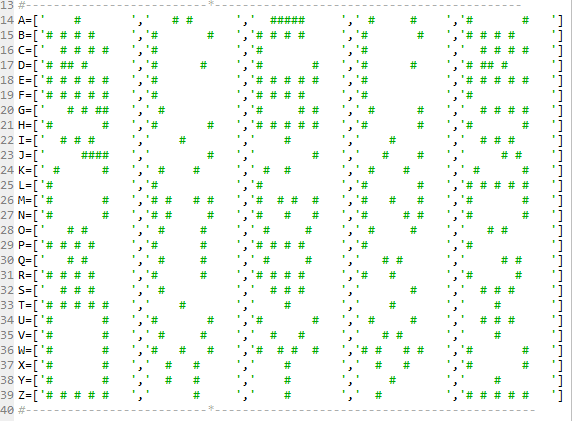 13 #------------------------*-----------------------------------------
14 A=['    #      ','   # #      ','  #####     ',' #     #    ','#       #   ']
15 B=['# # # #    ','#       #   ','# # # #     ','#       #   ','# # # #     ']
16 C=['  # # # #  ','#           ','#           ','#           ','  # # # #   ']
17 D=['# ## #     ','#      #    ','#       #   ','#      #    ','# ## #      ']
18 E=['# # # # #  ','#           ','# # # # #   ','#           ','# # # # #   ']
19 F=['# # # # #  ','#           ','# # # #     ','#           ','#           ']
20 G=['   # # ##  ',' #          ','#     # #   ',' #       #  ','  # # # #   ']
21 H=['#       #  ','#       #   ','# # # # #   ','#       #   ','#       #   ']
22 I=['  # # #    ','    #       ','    #       ','    #       ','  # # #     ']
23 J=['     ####  ','        #   ','        #   ','  #    #    ','     # #    ']
24 K=[' #      #  ',' #    #     ',' #  #       ',' #    #     ',' #      #   ']
25 L=['#          ','#           ','#           ','#       #   ','# # # # #   ']
26 M=['#       #  ','# #   # #   ','#  # #  #   ','#   #   #   ','#       #   ']
27 N=['#       #  ','# #     #   ','#   #   #   ','#     # #   ','#       #   ']
28 O=['   # #     ',' #     #    ',' #     #    ',' #     #    ','   # #      ']
29 P=['# # # #    ','#      #    ','# # # #     ','#           ','#           ']
30 Q=['   # #     ',' #    #     ',' #     #    ','   # #      ','     # #    ']
31 R=['# # # #    ','#      #    ','# # # #     ','#   #       ','#      #    ']
32 S=['  # # #    ',' #          ','  # # #     ','       #    ','  # # #     ']
33 T=['# # # # #  ','    #       ','    #       ','    #       ','    #       ']
34 U=['#       #  ','#       #   ','#       #   ',' #     #    ','  # # #     ']
35 V=['#       #  ',' #     #    ','  #   #     ','   # #      ','    #       ']
36 W=['#       #  ','#   #   #   ','#  # #  #   ','# #   # #   ','#       #   ']
37 X=['#       #  ','  #   #     ','    #       ','  #   #     ','#       #   ']
38 Y=['#       #  ','  #   #     ','    #       ','    #       ','    #       ']
39 Z=['# # # # #  ','      #     ','    #       ','  #         ','# # # # #   ']
40 #------------------------*-----------------------------------------